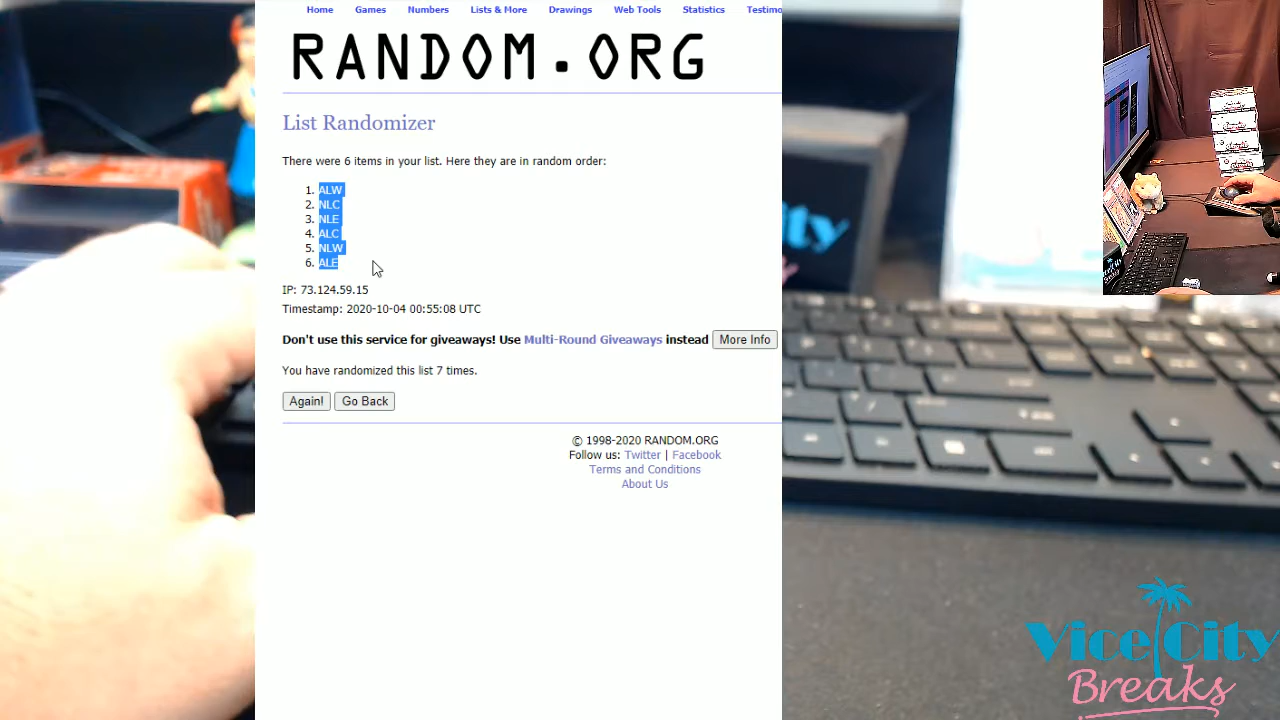 Home Games Numbers Lists & More Drawings Web Tools Statistics Testimo
RANDOM.ORG
List Randomizer
There were 6 items in your list. Here they are in random order:
1. ALW
2. NLC
3. NLE
4. ALC
5. NLW
6. ALE
IP: 73.124.59.15
Timestamp: 2020-10-04 00:55:08 UTC
Don't use this service for giveaways! Use Multi-Round Giveaways instead More Info
You have randomized this list 7 times.
Again! Go Back
© 1998-2020 RANDOM.ORG
Follow us: Twitter | Facebook
Terms and Conditions
About Us
City
Vice City
Breaks